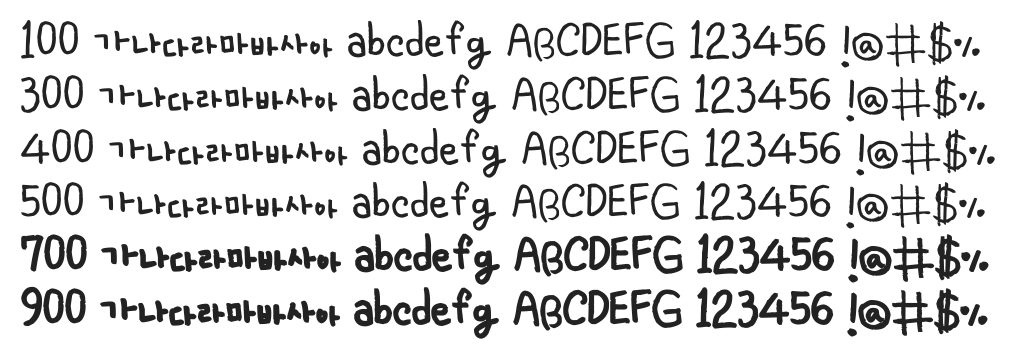 100 가나다라마바사아 abcdefg ABCDEFG 123456 !@#$%
300 가나다라마바사아 abcdefg ABCDEFG 123456 !@#$%
400 가나다라마바사아 abcdefg ABCDEFG 123456 !@#$%
500 가나다라마바사아 abcdefg ABCDEFG 123456 !@#$%
700 가나다라마바사아 abcdefg ABCDEFG 123456 !@#$%
900 가나다라마바사아 abcdefg ABCDEFG 123456 !@#$%